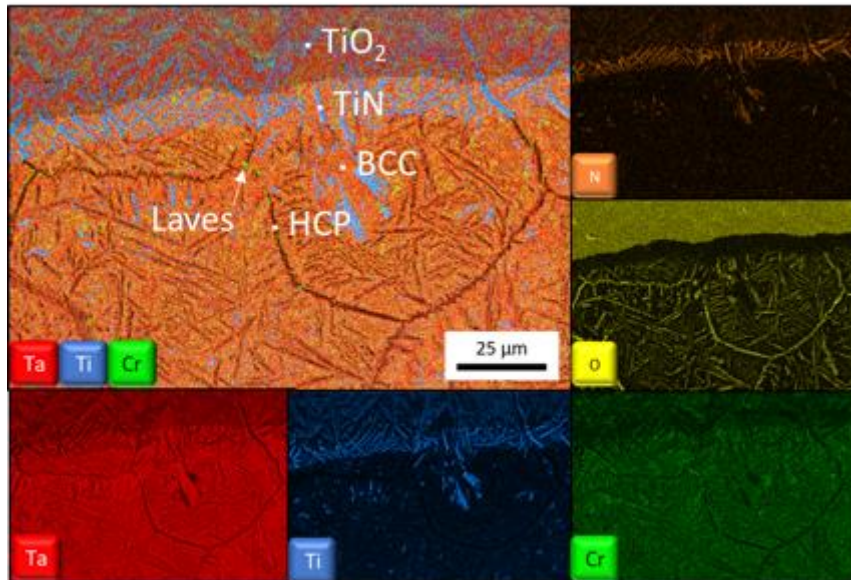 TiO₂
TiN
BCC
Laves
HCP
Ta Ti Cr
25 μm
N
O
Ta
Ti
Cr